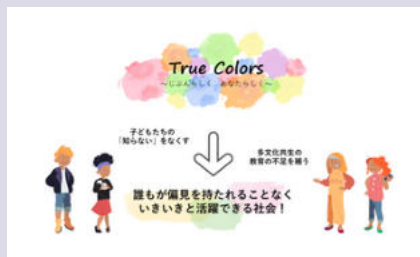 True Colors
～じぶんらしく、あなたらしく～
子どもたちの
「知らない」をなくす
多文化共生の
教育の不足を補う
誰もが偏見を持たれることなく
いきいきと活躍できる社会！